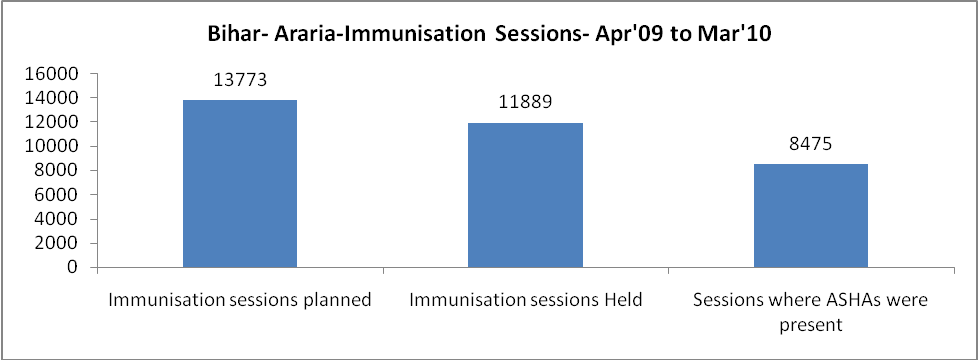 Bihar- Araria-Immunisation Sessions- Apr'09 to Mar'10
16000
14000
12000
10000
8000
6000
4000
2000
0
13773
11889
8475
Immunisation sessions planned
Immunisation sessions Held
Sessions where ASHAs were
present